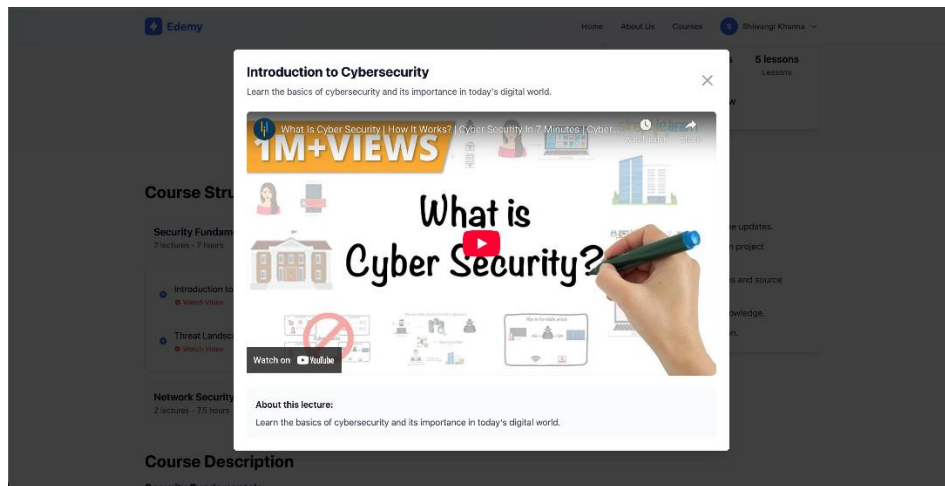 Edemy
Home About Us Courses S Shiwangi Khanna
Introduction to Cybersecurity
Learn the basics of cybersecurity and its importance in today's digital world.
5 lessons
Lessons
What Is Cyber Security | How It Works? | Cyber Security In 7 Minutes | Cyber...
1M+VIEWS
What is
Cyber Security?
Watch on YouTube
About this lecture:
Learn the basics of cybersecurity and its importance in today's digital world.
Course Stru
Security Fundam
2 lectures - 7 hours
Introduction to
Watch Video
Threat Landsc
Watch Video
Network Security
2 lectures - 7.5 hours
e updates.
project
s and source
owledge.
Course Description